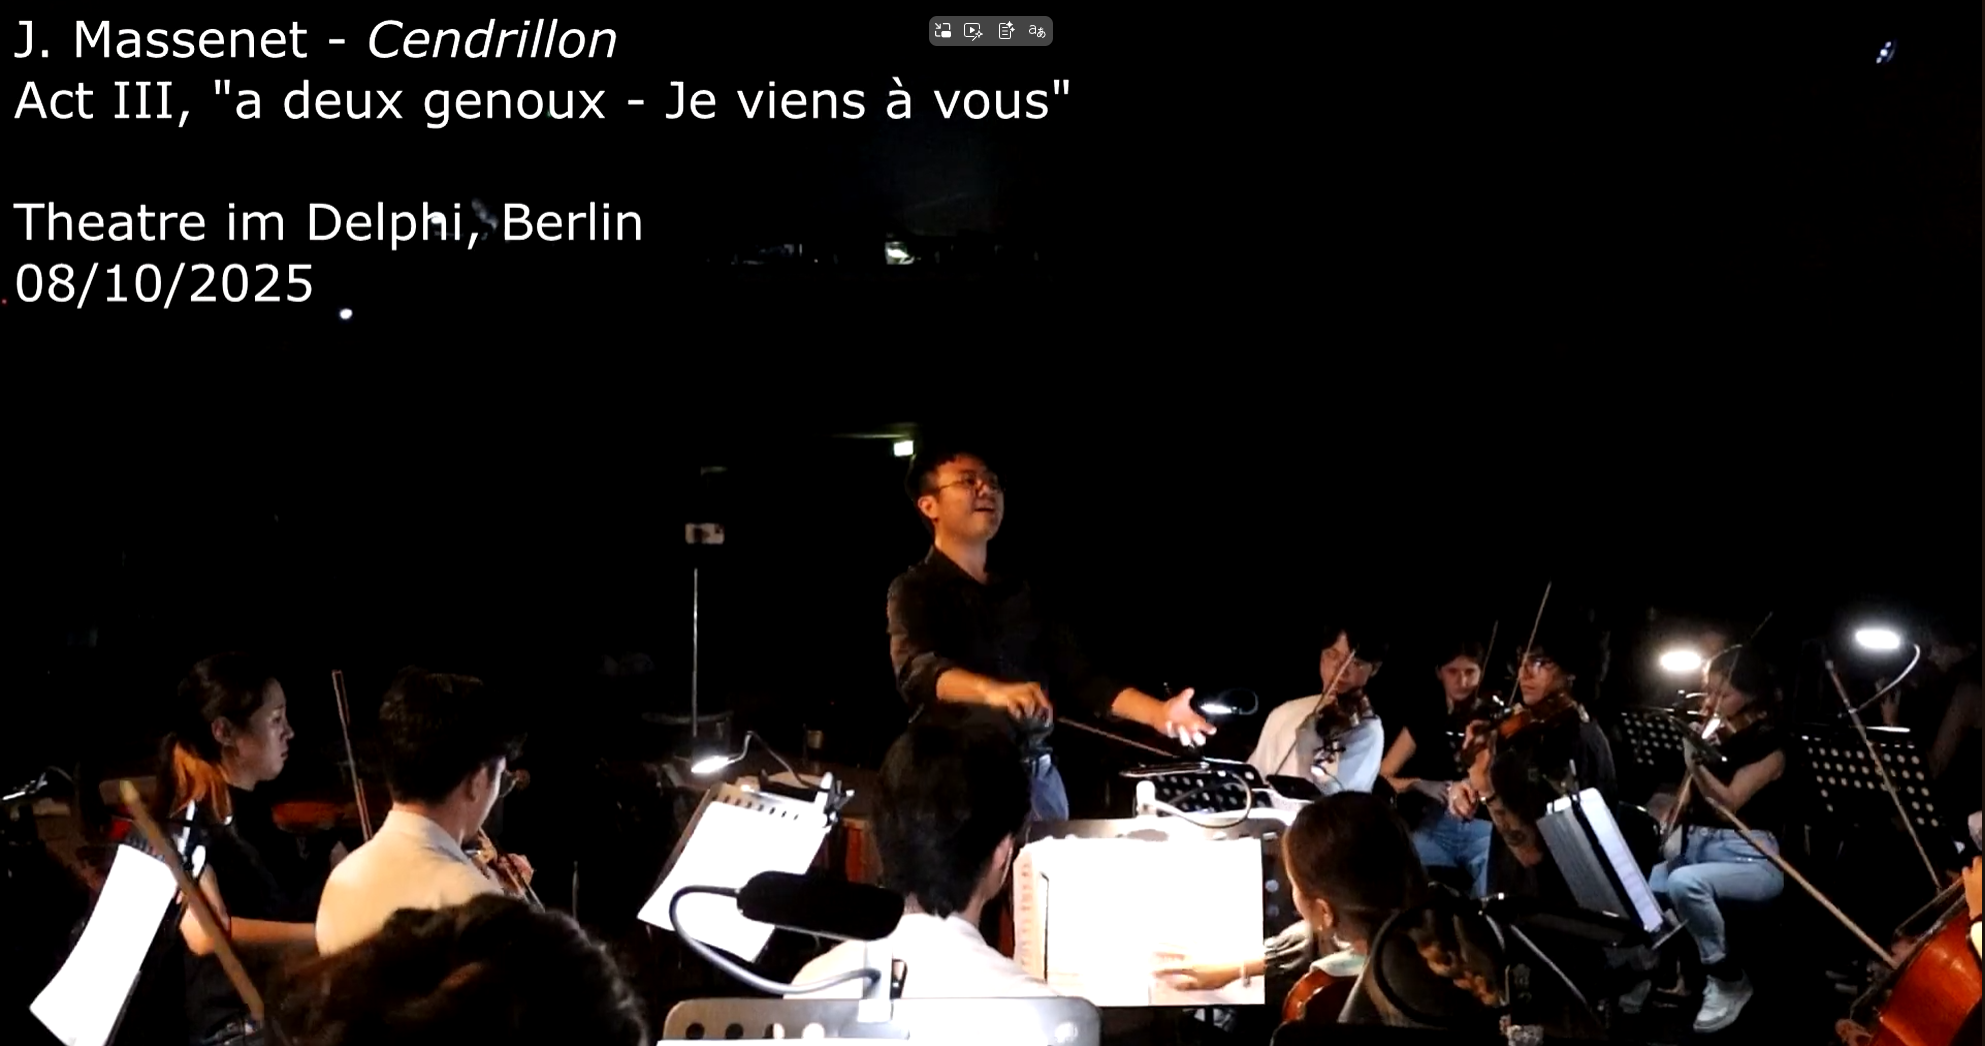 J. Massenet - Cendrillon
Act III, "a deux genoux - Je viens à vous"
Theatre im Delphi, Berlin
08/10/2025